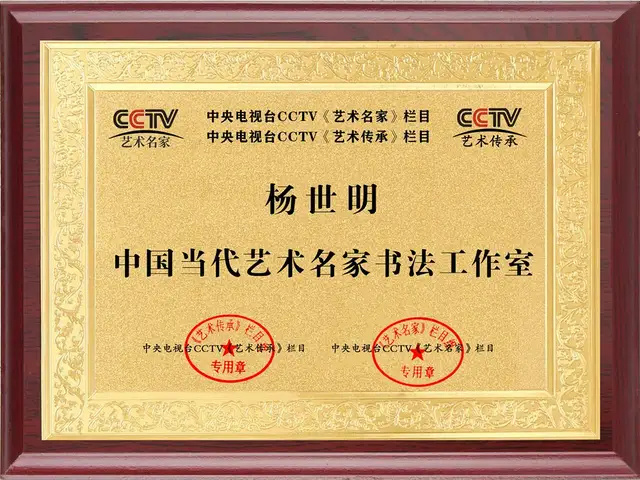 CCTV
艺术名家
中央电视台CCTV《艺术名家》栏目
中央电视台CCTV《艺术传承》栏目
CCTV
艺术传承
杨世明
中国当代艺术名家书法工作室
中央电视台CCTV《艺术传承》栏目
《艺术传承》栏目
专用章
中央电视台CCTV《艺术名家》栏目
《艺术名家》栏目
专用章